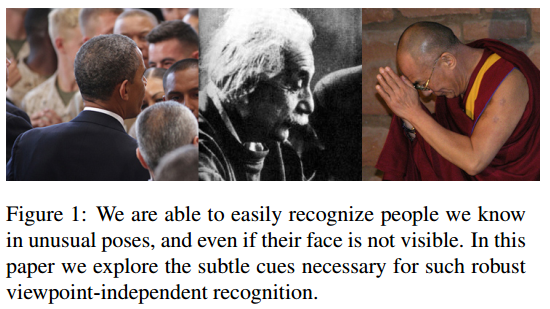 Figure 1: We are able to easily recognize people we know
in unusual poses, and even if their face is not visible. In this
paper we explore the subtle cues necessary for such robust
viewpoint-independent recognition.